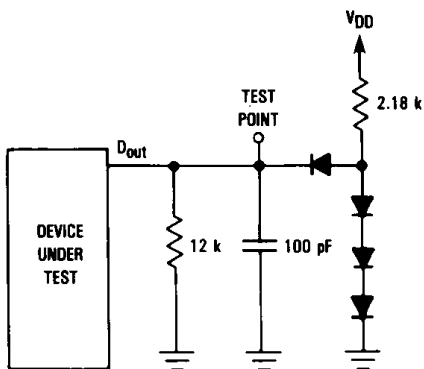 VDD
2.18 k
TEST
POINT
Dout
DEVICE
UNDER
TEST
12 k
100 pF